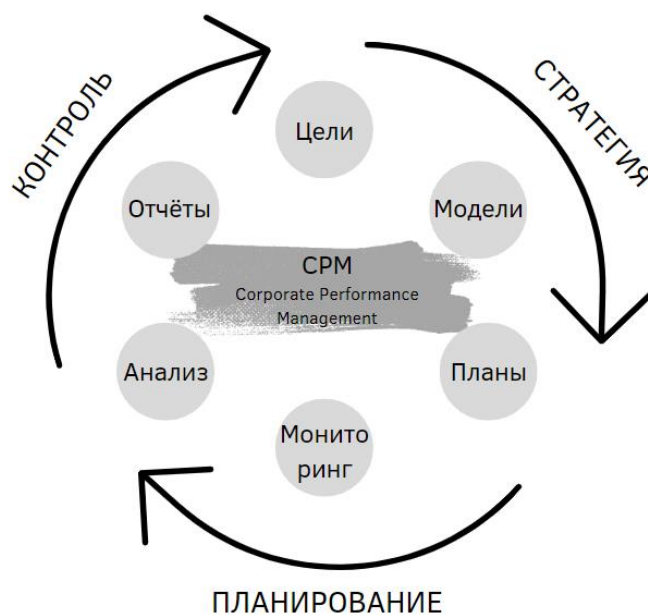 КОНТРОЛЬ
СТРАТЕГИЯ
Цели
Отчёты
Модели
CPM
Corporate Performance
Management
Анализ
Планы
Монито
ринг
ПЛАНИРОВАНИЕ